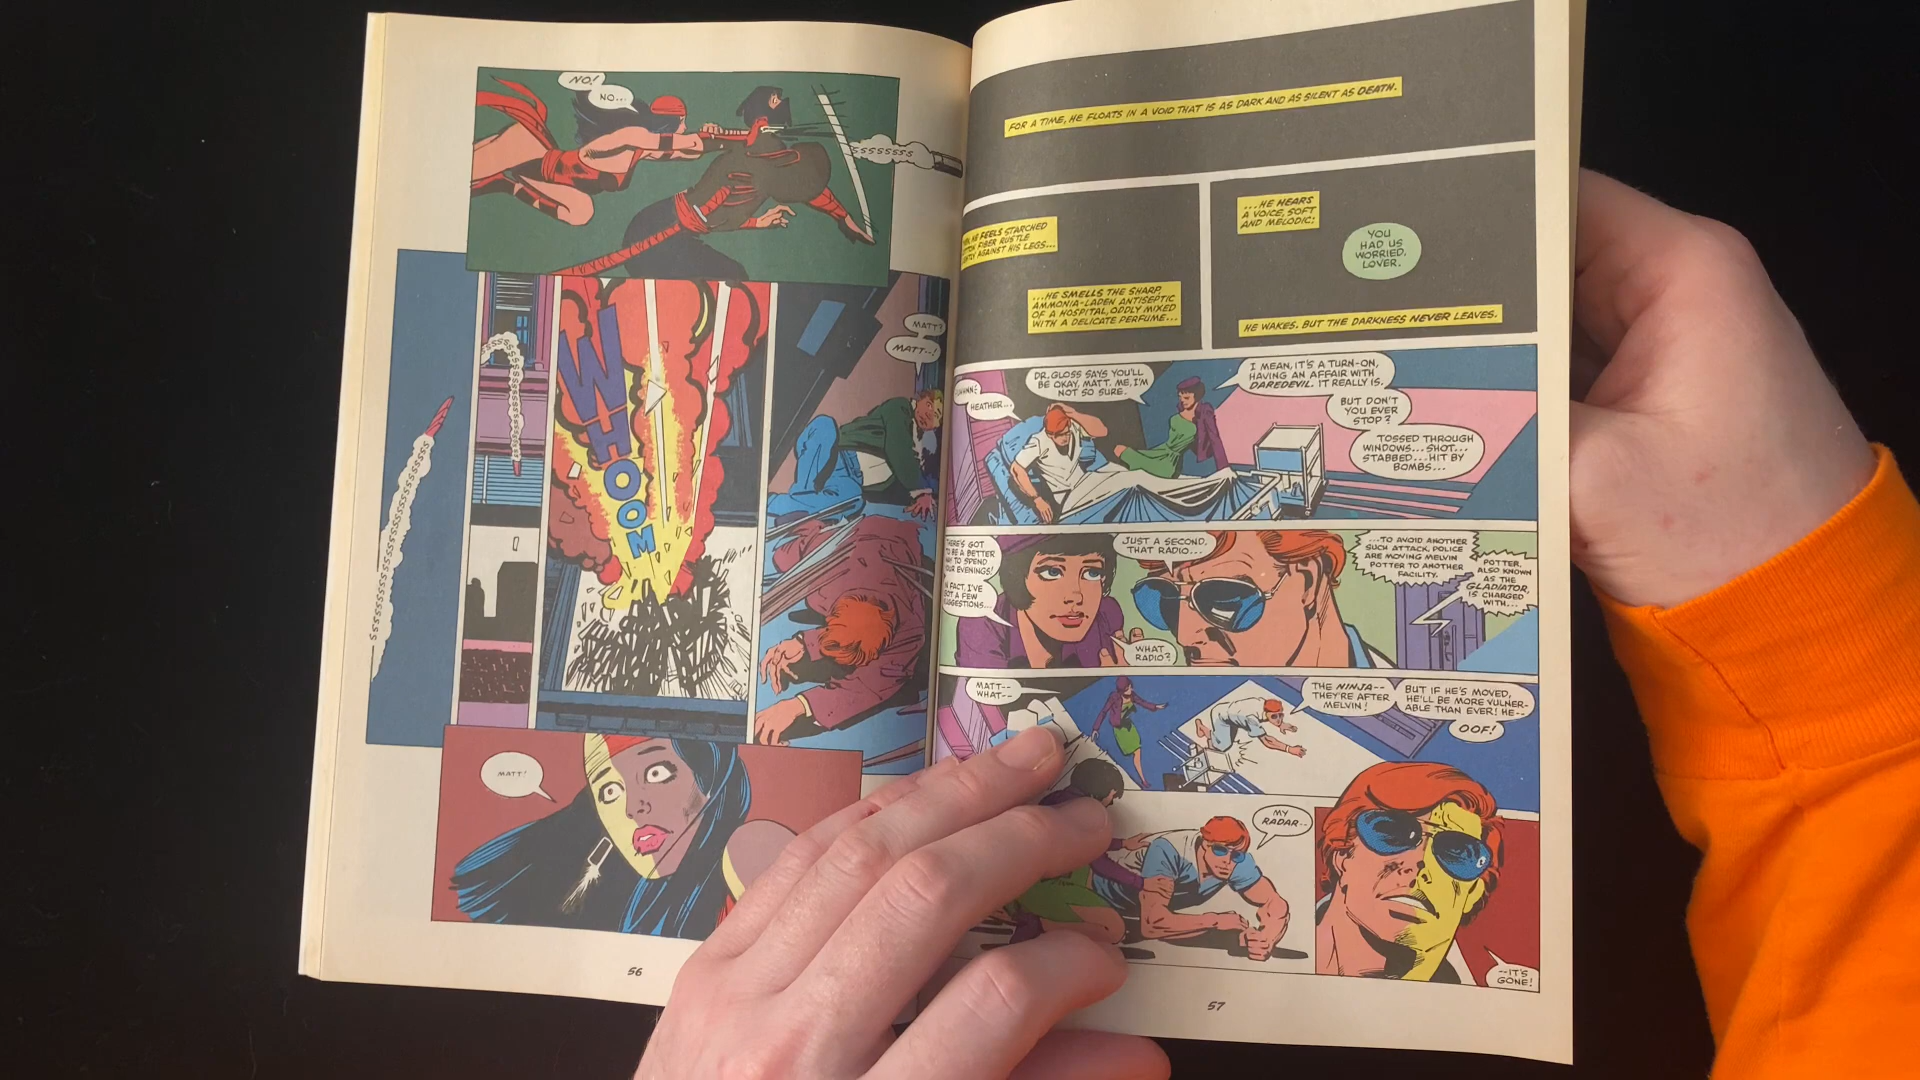 NO!
NO...
SSSSSSSS
WHOOM
MATT?
MATT--!
MATT!
56
FOR A TIME, HE FLOATS IN A VOID THAT IS AS DARK AND AS SILENT AS DEATH.
HE FEELS STARCHED
FIBER RUSTLE
AGAINST HIS LEGS...
...HE SMELLS THE SHARP,
AMMONIA-LADEN ANTISEPTIC
OF A HOSPITAL, ODDLY MIXED
WITH A DELICATE PERFUME...
...HE HEARS
A VOICE, SOFT
AND MELODIC:
YOU
HAD US
WORRIED,
LOVER.
HE WAKES. BUT THE DARKNESS NEVER LEAVES.
HEATHER...
DR. GLOSS SAYS YOU'LL
BE OKAY, MATT. ME, I'M
NOT SO SURE.
I MEAN, IT'S A TURN-ON,
HAVING AN AFFAIR WITH
DAREDEVIL. IT REALLY IS.
BUT DON'T
YOU EVER
STOP?
TOSSED THROUGH
WINDOWS...SHOT...
STABBED...HIT BY
BOMBS...
THERE'S GOT
TO BE A BETTER
WAY TO SPEND
YOUR EVENINGS!
IN FACT, I'VE
GOT A FEW
SUGGESTIONS...
JUST A SECOND.
THAT RADIO...
WHAT
RADIO?
...TO AVOID ANOTHER
SUCH ATTACK, POLICE
ARE MOVING MELVIN
POTTER TO ANOTHER
FACILITY.
POTTER,
ALSO KNOWN
AS THE
GLADIATOR,
IS CHARGED
WITH...
MATT--
WHAT--
THE NINJA--
THEY'RE AFTER
MELVIN!
BUT IF HE'S MOVED,
HE'LL BE MORE VULNER-
ABLE THAN EVER! HE--
OOF!
MY
RADAR--
--IT'S
GONE!
57